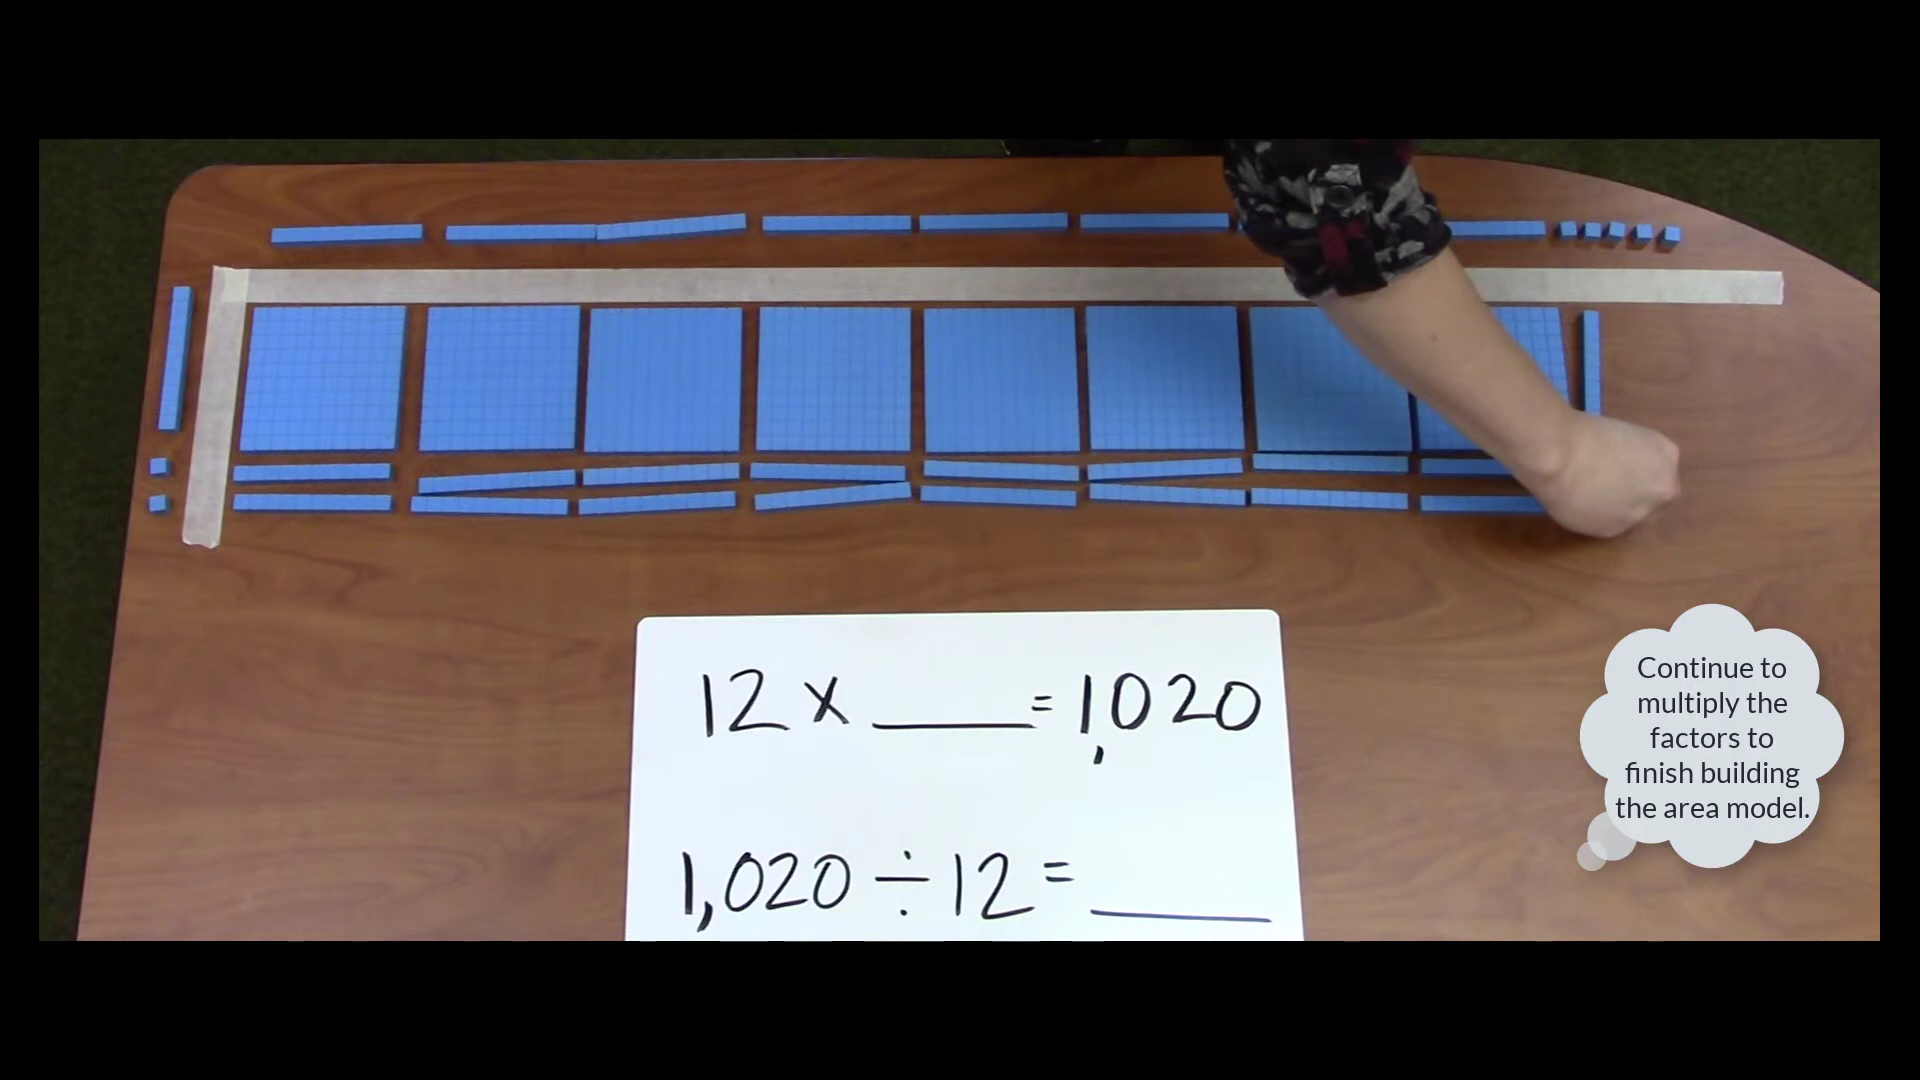 12 x ____ = 1,020
1,020 ÷ 12 = ____
Continue to
multiply the
factors to
finish building
the area model.